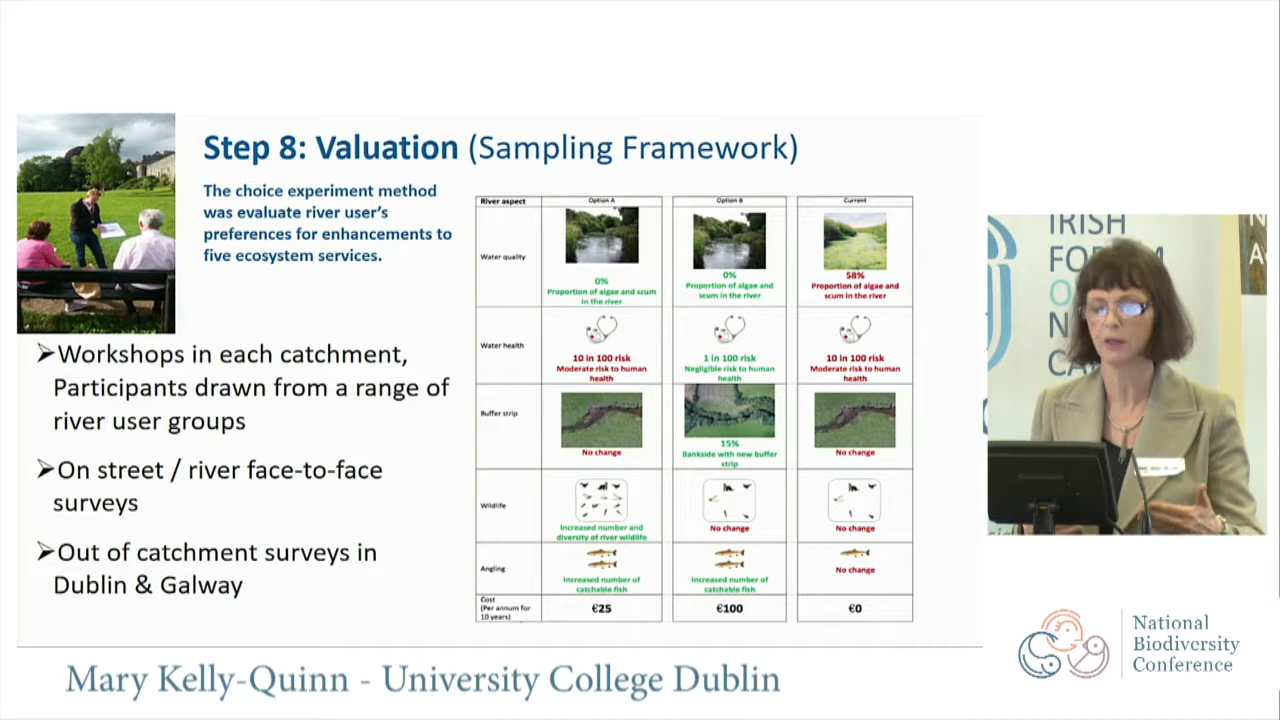 Step 8: Valuation (Sampling Framework)
The choice experiment method
was evaluate river user's
preferences for enhancements to
five ecosystem services.
➢Workshops in each catchment,
Participants drawn from a range of
river user groups
➢On street / river face-to-face
surveys
➢Out of catchment surveys in
Dublin & Galway
River aspect
Option A
Option B
Current
Water quality
0%
Proportion of algae and scum
in the river
0%
Proportion of algae and
scum in the river
58%
Proportion of algae and
scum in the river
Water health
10 in 100 risk
Moderate risk to human
health
1 in 100 risk
Negligible risk to human
health
10 in 100 risk
Moderate risk to human
health
Buffer strip
No change
15%
Bankside with new buffer
strip
No change
Wildlife
Increased number and
diversity of river wildlife
No change
No change
Angling
Increased number of
catchable fish
Increased number of
catchable fish
No change
Cost
(Per annum for
10 years)
€25
€100
€0
IRISH
National
Biodiversity
Conference
Mary Kelly-Quinn - University College Dublin